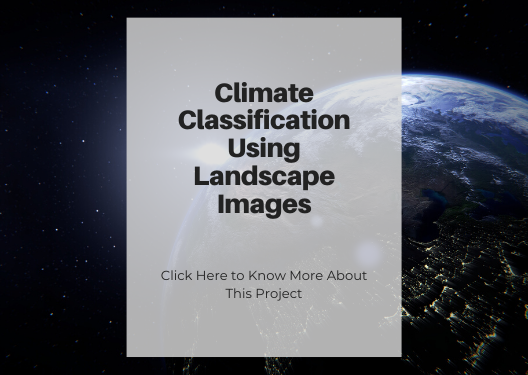 Climate
Classification
Using
Landscape
Images
Click Here to Know More About
This Project